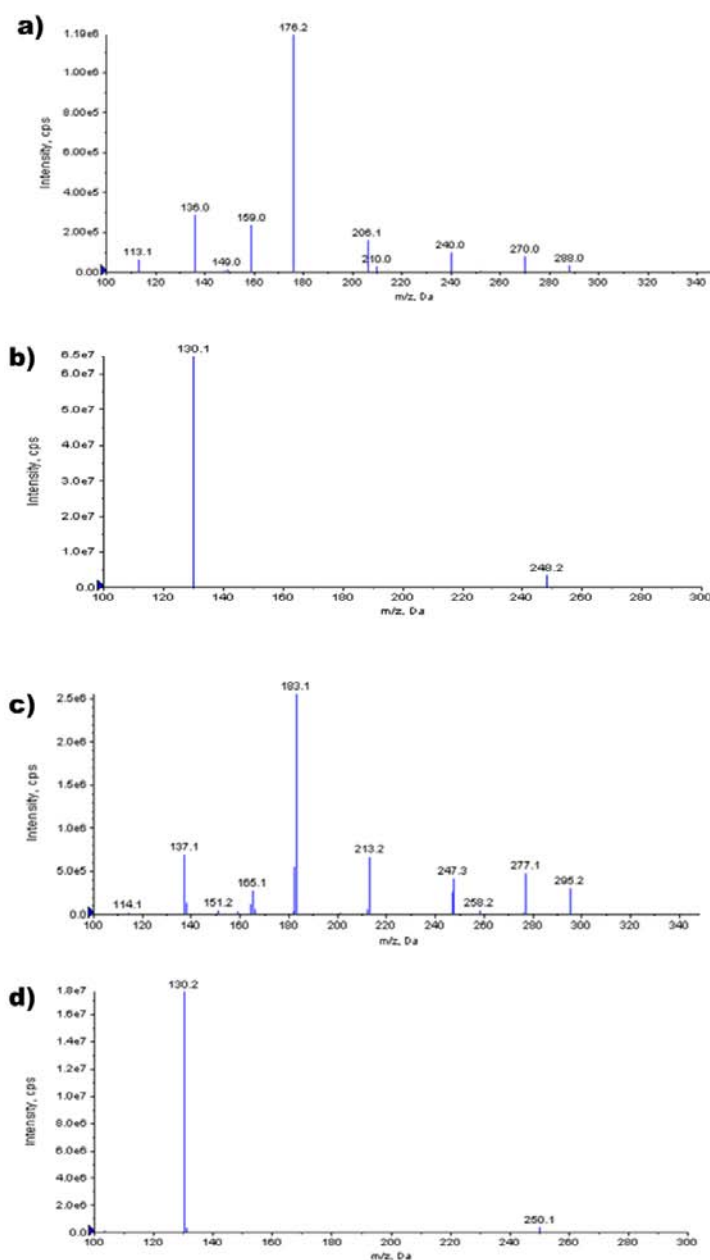 a)
176.2
1.19e6
1.00e6
8.00e5
6.00e5
4.00e5
2.00e5
0.00
Intensity, cps
136.0
159.0
113.1
149.0
206.1
210.0
240.0
270.0
288.0
100 120 140 160 180 200 220 240 260 280 300 320 340
m/z, Da
b)
130.1
6.5e7
6.0e7
5.0e7
4.0e7
3.0e7
2.0e7
1.0e7
0.0
Intensity, cps
248.2
100 120 140 160 180 200 220 240 260 280 300
m/z, Da
c)
183.1
2.5e6
2.0e6
1.5e6
1.0e6
5.0e5
0.0
Intensity, cps
137.1
114.1
151.2
165.1
213.2
247.3
258.2
277.1
295.2
100 120 140 160 180 200 220 240 260 280 300 320 340
m/z, Da
d)
130.2
1.8e7
1.6e7
1.4e7
1.2e7
1.0e7
8.0e6
6.0e6
4.0e6
2.0e6
0.0
Intensity, cps
250.1
100 120 140 160 180 200 220 240 260 280 300
m/z, Da